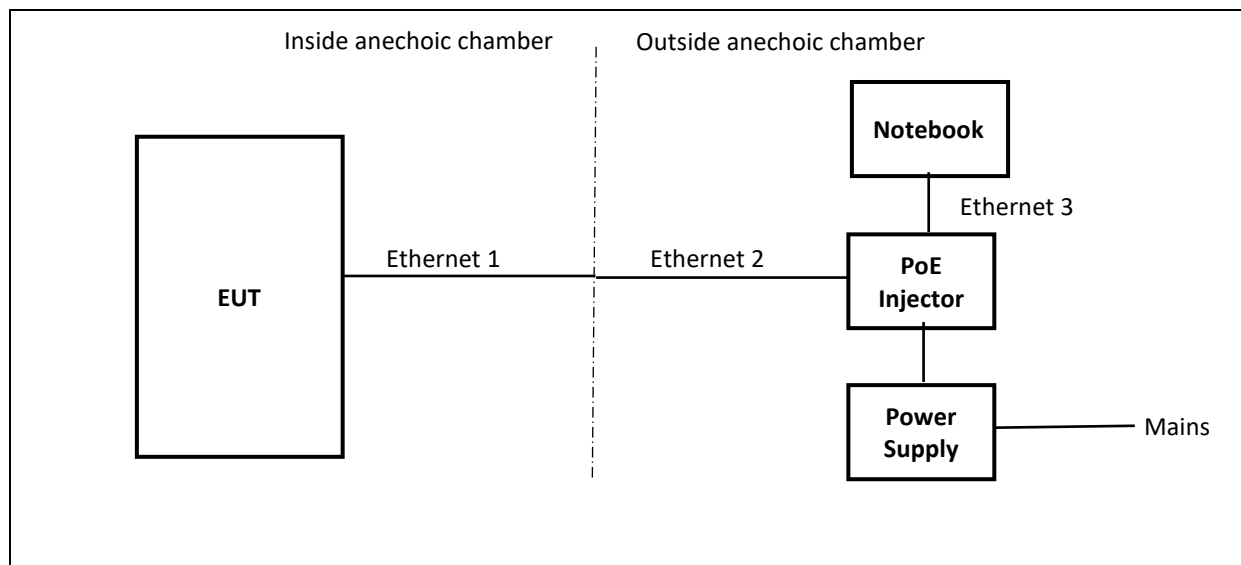 Inside anechoic chamber
Outside anechoic chamber
Notebook
Ethernet 3
Ethernet 1
Ethernet 2
EUT
PoE
Injector
Power
Supply
Mains